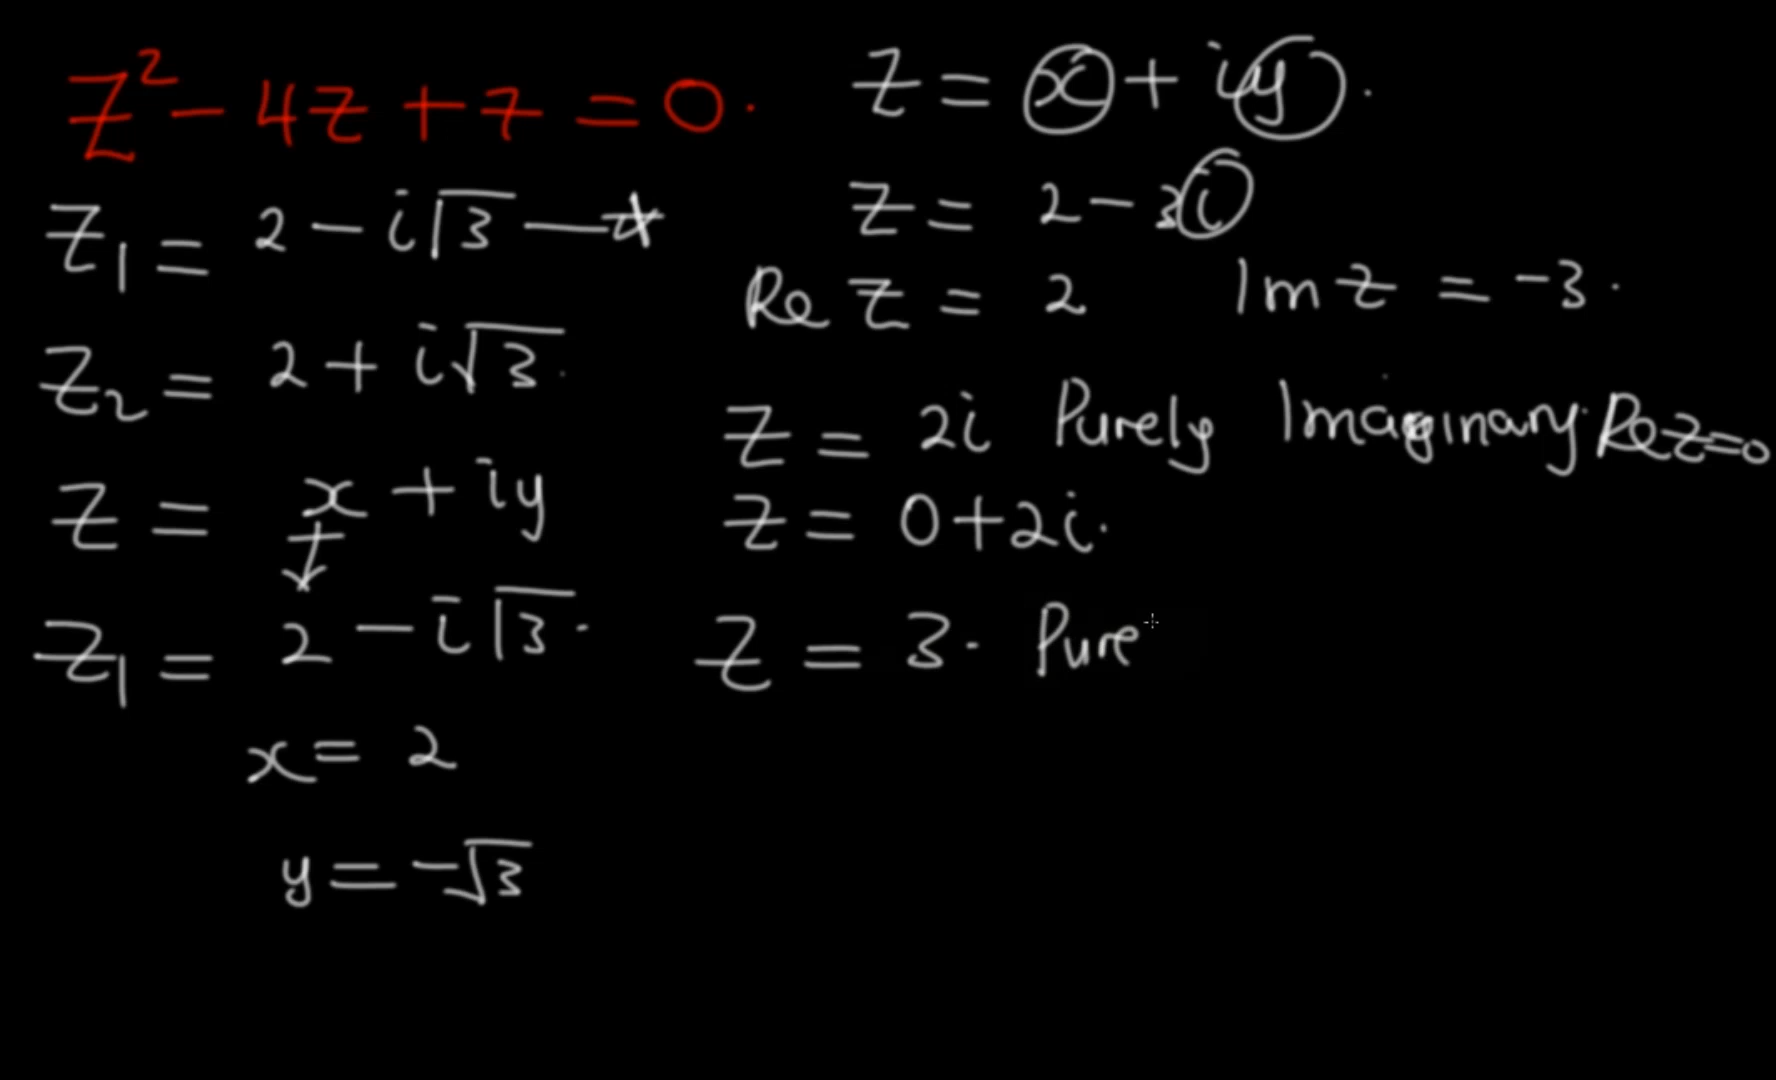 z² - 4z + 7 = 0.
z₁ = 2 - i√3
z₂ = 2 + i√3.
z = x + iy
z₁ = 2 - i√3.
x = 2
y = -√3
z = x + iy.
z = 2 - 3i
Re z = 2 Im z = -3.
z = 2i Purely Imaginary. Re z = 0
z = 0 + 2i.
z = 3. Pure